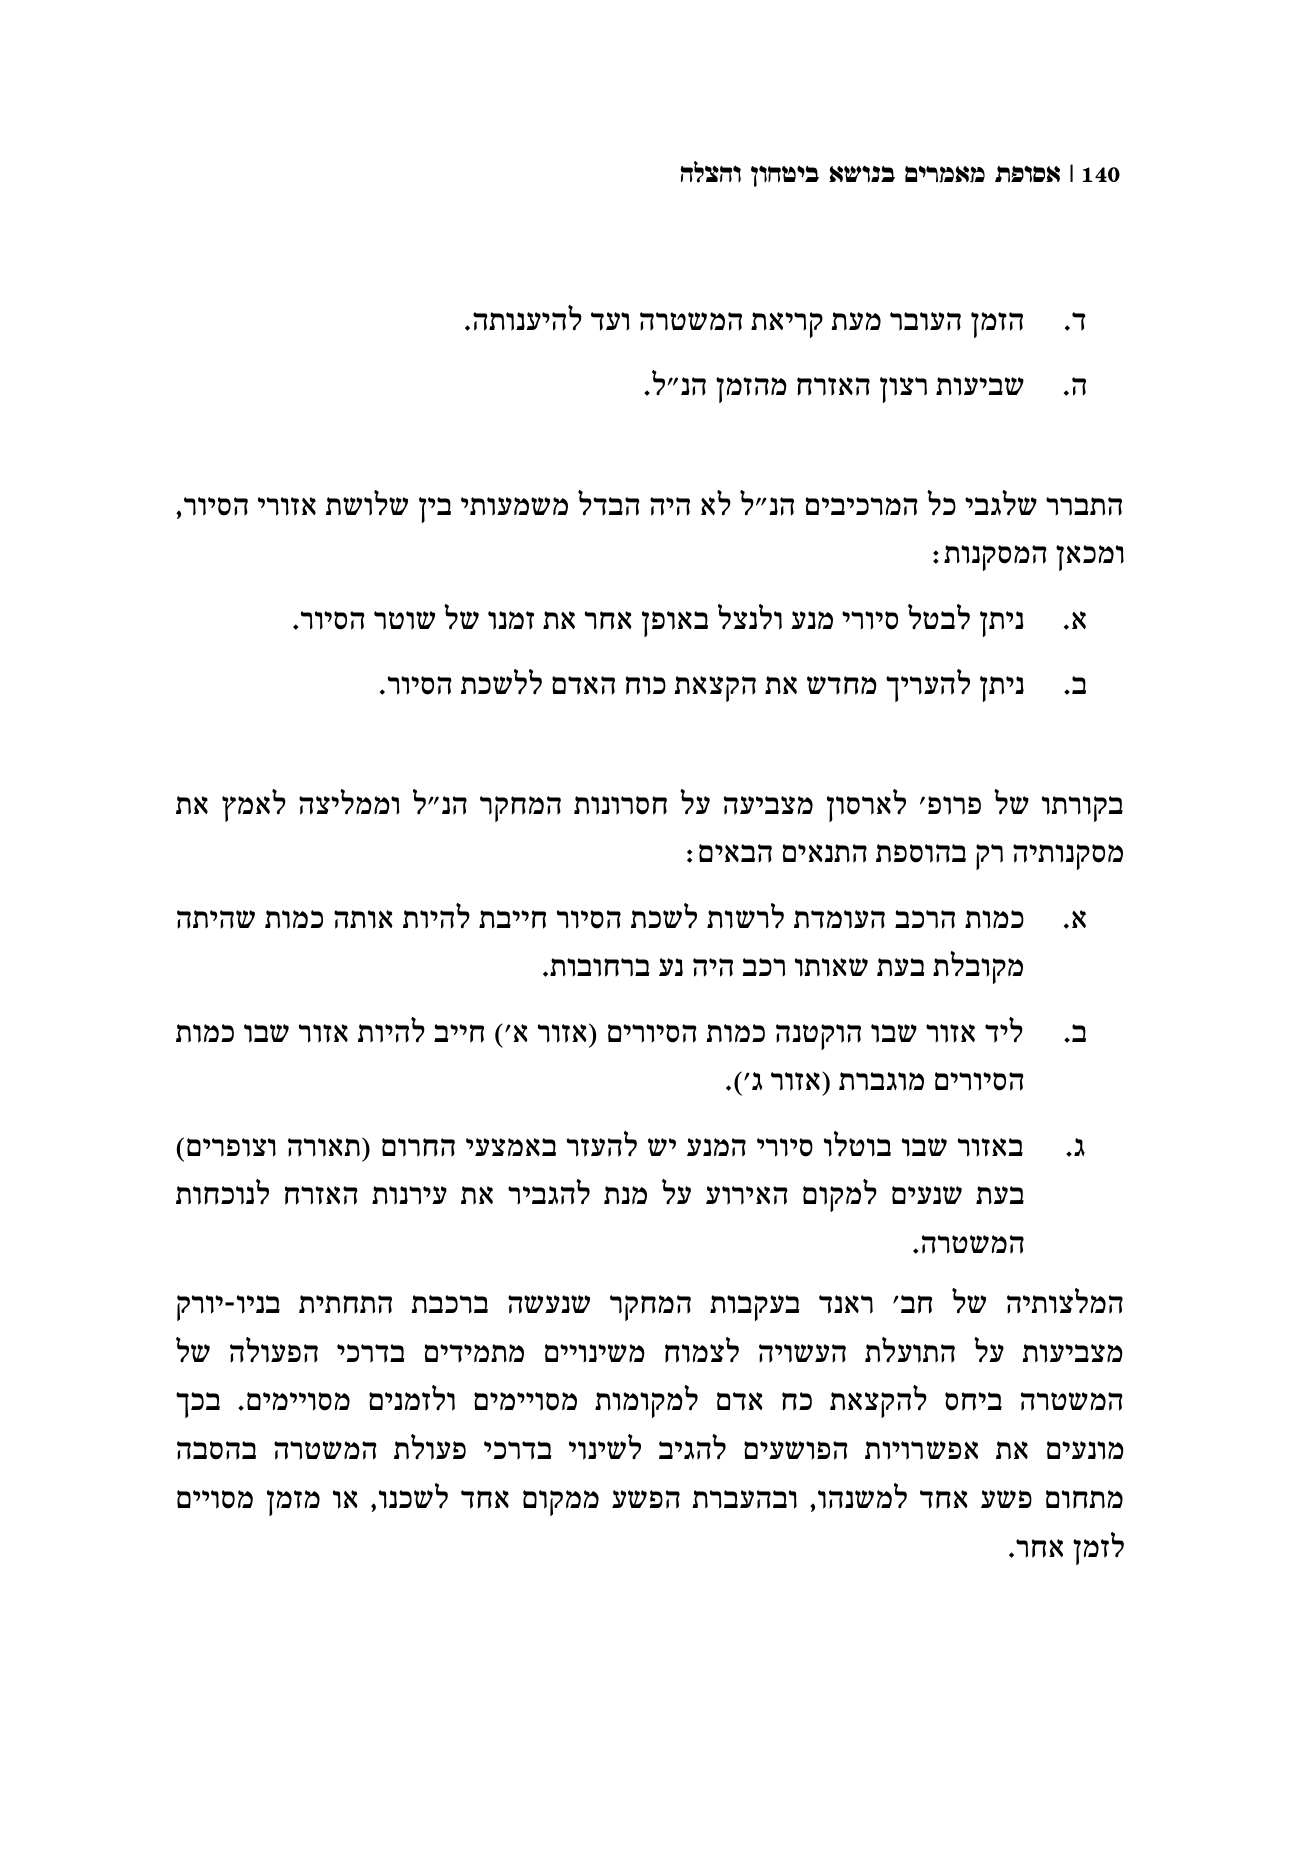 140 | אסופת מאמרים בנושא ביטחון והצלה
ד. הזמן העובר מעת קריאת המשטרה ועד להיענותה.
ה. שביעות רצון האזרח מהזמן הנ״ל.
התברר שלגבי כל המרכיבים הנ״ל לא היה הבדל משמעותי בין שלושת אזורי הסיור,
ומכאן המסקנות:
א. ניתן לבטל סיורי מנע ולנצל באופן אחר את זמנו של שוטר הסיור.
ב. ניתן להעריך מחדש את הקצאת כוח האדם ללשכת הסיור.
בקורתו של פרופ׳ לארסון מצביעה על חסרונות המחקר הנ״ל וממליצה לאמץ את
מסקנותיה רק בהוספת התנאים הבאים:
א. כמות הרכב העומדת לרשות לשכת הסיור חייבת להיות אותה כמות שהיתה
מקובלת בעת שאותו רכב היה נע ברחובות.
ב. ליד אזור שבו הוקטנה כמות הסיורים (אזור א׳) חייב להיות אזור שבו כמות
הסיורים מוגברת (אזור ג׳).
ג. באזור שבו בוטלו סיורי המנע יש להעזר באמצעי החרום (תאורה וצופרים)
בעת שנעים למקום האירוע על מנת להגביר את עירנות האזרח לנוכחות
המשטרה.
המלצותיה של חב׳ ראנד בעקבות המחקר שנעשה ברכבת התחתית בניו-יורק
מצביעות על התועלת העשויה לצמוח משינויים מתמידים בדרכי הפעולה של
המשטרה ביחס להקצאת כח אדם למקומות מסויימים ולזמנים מסויימים. בכך
מונעים את אפשרויות הפושעים להגיב לשינוי בדרכי פעולת המשטרה בהסבה
מתחום פשע אחד למשנהו, ובהעברת הפשע ממקום אחד לשכנו, או מזמן מסויים
לזמן אחר.